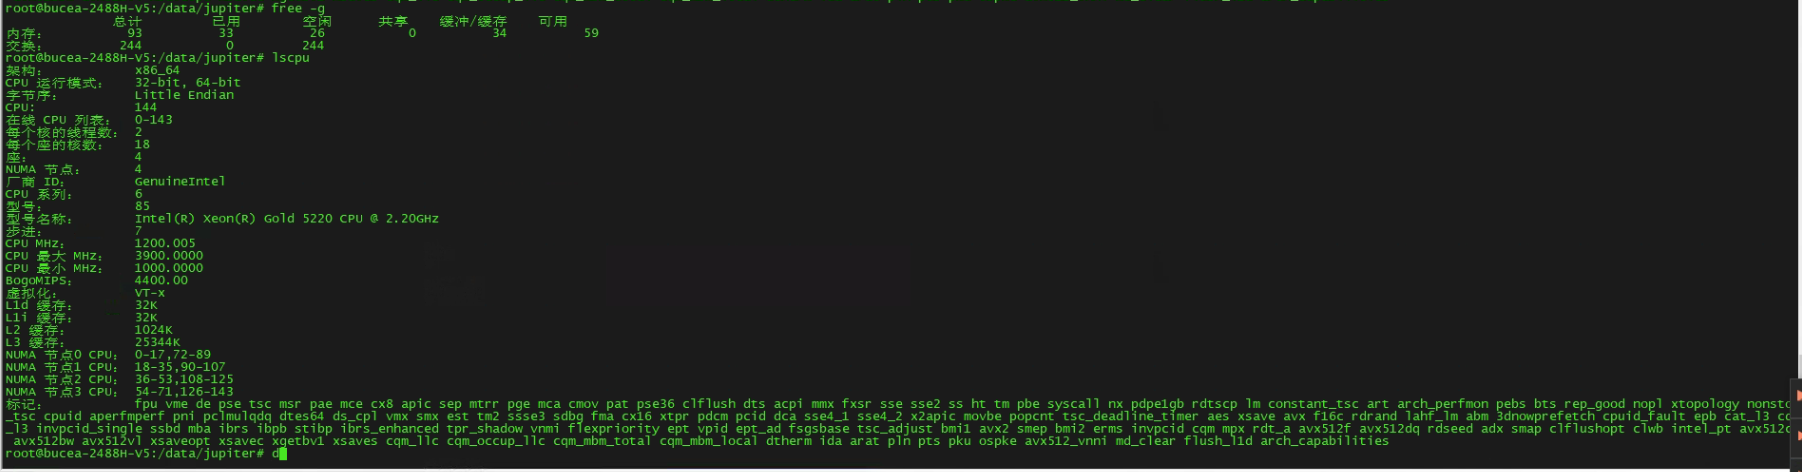 root@bucea-2488H-V5:/data/jupiter# free -g
总计 已用 空闲 共享 缓冲/缓存 可用
内存: 93 33 26 0 34 59
交换: 244 0 244
root@bucea-2488H-V5:/data/jupiter# lscpu
架构: x86_64
CPU 运行模式: 32-bit, 64-bit
字节序: Little Endian
CPU: 144
在线 CPU 列表: 0-143
每个核的线程数: 2
每个座的核数: 18
座: 4
NUMA 节点: 4
厂商 ID: GenuineIntel
CPU 系列: 6
型号: 85
型号名称: Intel(R) Xeon(R) Gold 5220 CPU @ 2.20GHz
步进: 7
CPU MHz: 1200.005
CPU 最大 MHz: 3900.0000
CPU 最小 MHz: 1000.0000
BogoMIPS: 4400.00
虚拟化: VT-x
L1d 缓存: 32K
L1i 缓存: 32K
L2 缓存: 1024K
L3 缓存: 25344K
NUMA 节点0 CPU: 0-17,72-89
NUMA 节点1 CPU: 18-35,90-107
NUMA 节点2 CPU: 36-53,108-125
NUMA 节点3 CPU: 54-71,126-143
标记: fpu vme de pse tsc msr pae mce cx8 apic sep mtrr pge mca cmov pat pse36 clflush dts acpi mmx fxsr sse sse2 ss ht tm pbe syscall nx pdpe1gb rdtscp lm constant_tsc art arch_perfmon pebs bts rep_good nopl xtopology nonsto
_tsc cpuid aperfmperf pni pclmulqdq dtes64 ds_cpl vmx smx est tm2 ssse3 sdbg fma cx16 xtpr pdcm pcid dca sse4_1 sse4_2 x2apic movbe popcnt tsc_deadline_timer aes xsave avx f16c rdrand lahf_lm abm 3dnowprefetch cpuid_fault epb cat_l3 cd
_l3 invpcid_single ssbd mba ibrs ibpb stibp ibrs_enhanced tpr_shadow vnmi flexpriority ept vpid ept_ad fsgsbase tsc_adjust bmi1 avx2 smep bmi2 erms invpcid cqm mpx rdt_a avx512f avx512dq rdseed adx smap clflushopt clwb intel_pt avx512c
avx512bw avx512vl xsaveopt xsavec xgetbv1 xsaves cqm_llc cqm_occup_llc cqm_mbm_total cqm_mbm_local dtherm ida arat pln pts pku ospke avx512_vnni md_clear flush_l1d arch_capabilities
root@bucea-2488H-V5:/data/jupiter# d